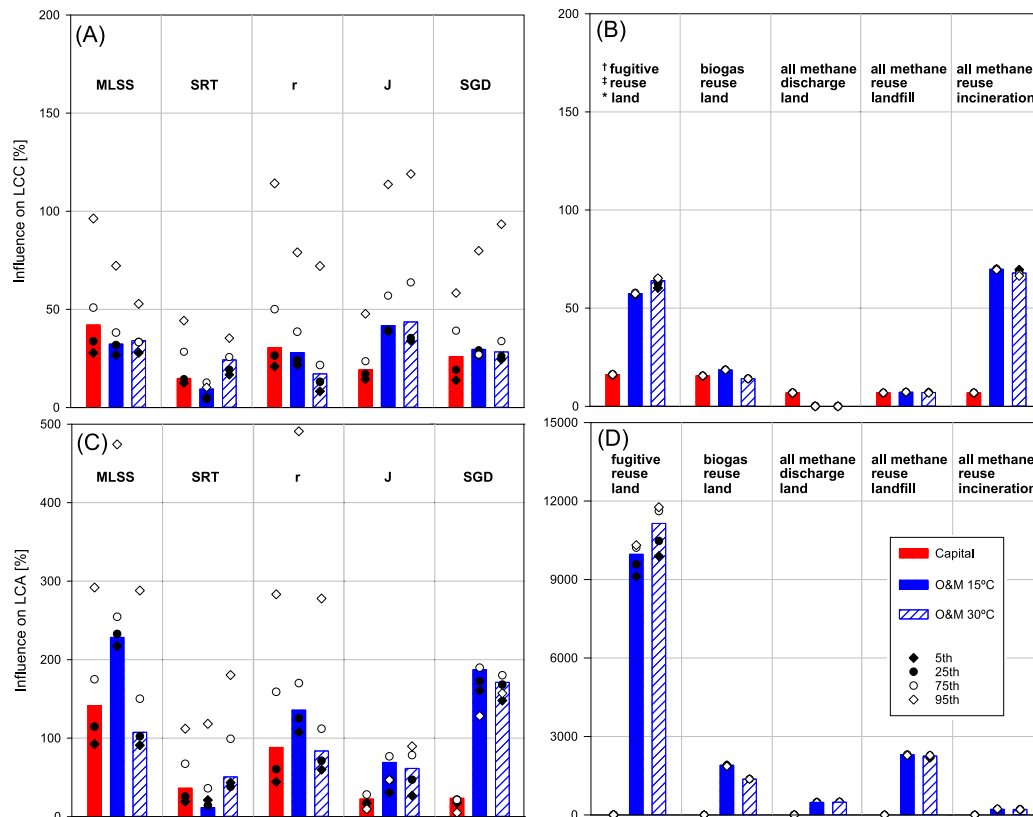 (A)
MLSS SRT r J SGD
Influence on LCC [%]
200
150
100
50
0
(B)
† fugitive
‡ reuse
* land
biogas
reuse
land
all methane
discharge
land
all methane
reuse
landfill
all methane
reuse
incineration
200
150
100
50
0
(C)
MLSS SRT r J SGD
Influence on LCA [%]
500
400
300
200
100
0
(D)
fugitive
reuse
land
biogas
reuse
land
all methane
discharge
land
all methane
reuse
landfill
all methane
reuse
incineration
15000
12000
9000
6000
3000
0
Capital
O&M 15ºC
O&M 30ºC
5th
25th
75th
95th